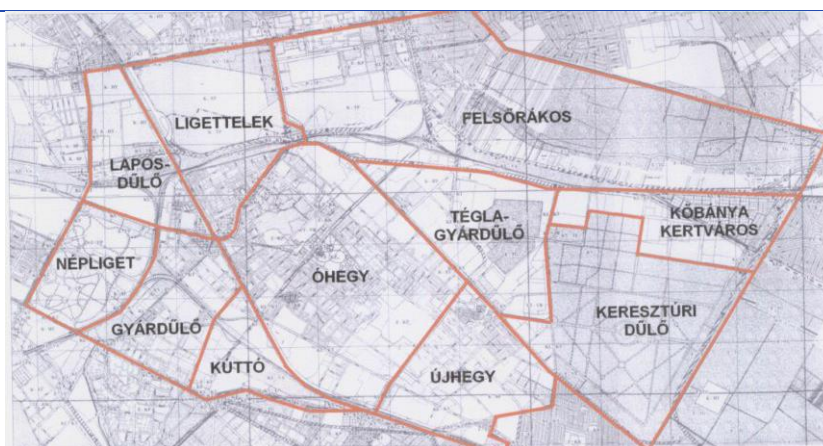 LIGETTELEK
FELSŐRÁKOS
LAPOS-
DŰLŐ
TÉGLA-
GYÁRDŰLŐ
KŐBÁNYA
KERTVÁROS
NÉPLIGET
ÓHEGY
GYÁRDŰLŐ
KERESZTÚRI
DŰLŐ
KÚTTÓ
ÚJHEGY